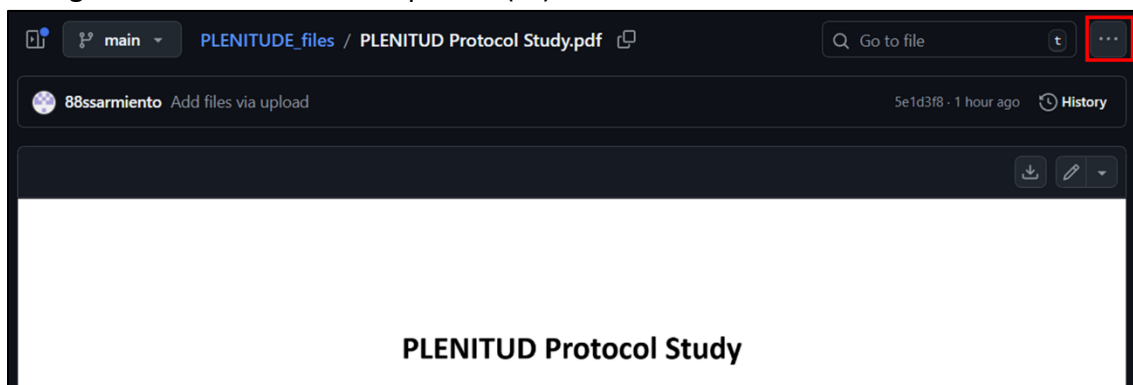 main PLENITUDE_files / PLENITUD Protocol Study.pdf Go to file t ...
88ssarmiento Add files via upload 5e1d3f8 · 1 hour ago History
PLENITUD Protocol Study